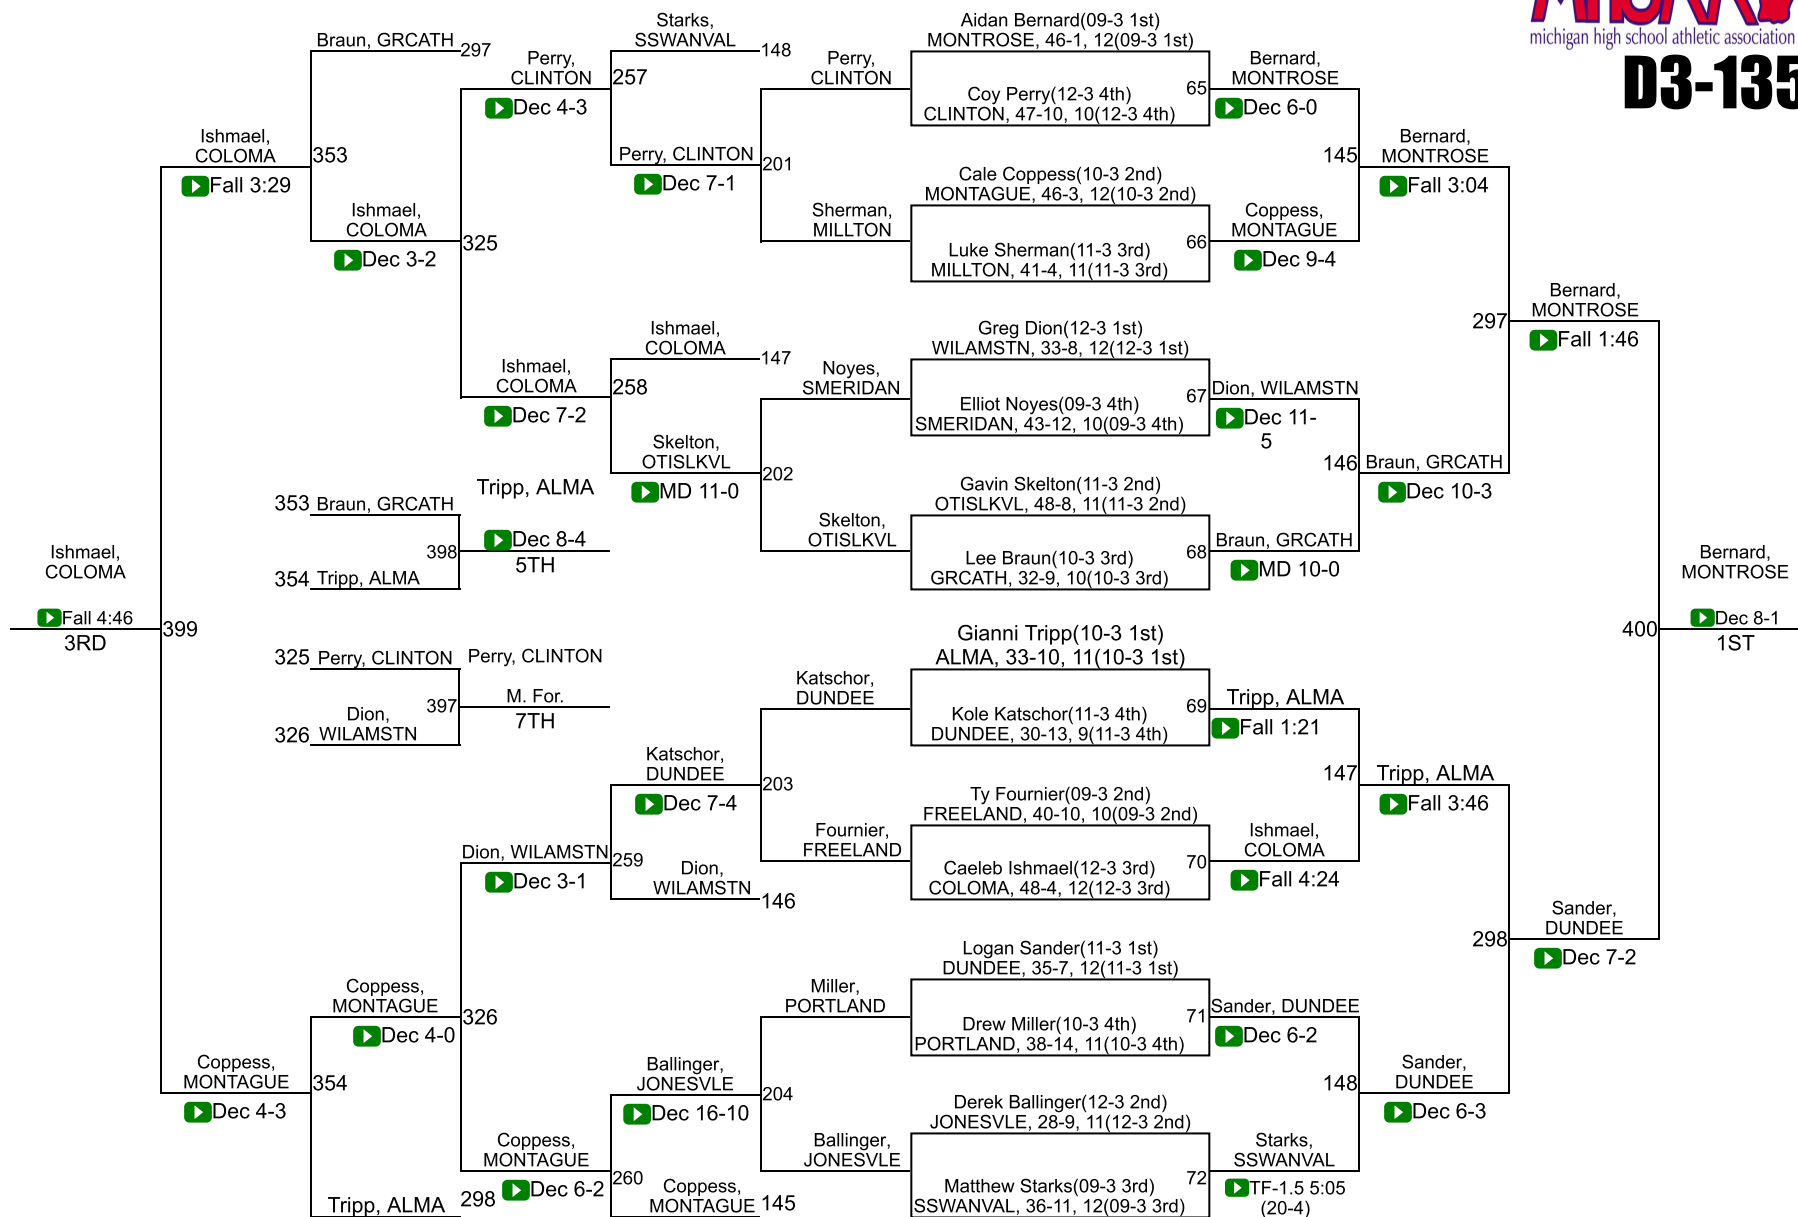 michigan high school athletic association
D3-135
Braun, GRCATH
297
Ishmael,
COLOMA
Fall 3:29
353
Ishmael,
COLOMA
Dec 3-2
Perry,
CLINTON
Dec 4-3
325
Ishmael,
COLOMA
Dec 7-2
Starks,
SSWANVAL
148
257
Perry, CLINTON
Dec 7-1
Ishmael,
COLOMA
147
258
Skelton,
OTISLKVL
MD 11-0
Perry,
CLINTON
201
Sherman,
MILLTON
Noyes,
SMERIDAN
202
Skelton,
OTISLKVL
353 Braun, GRCATH
398
354 Tripp, ALMA
Tripp, ALMA
Dec 8-4
5TH
Ishmael,
COLOMA
Fall 4:46
3RD
399
325 Perry, CLINTON
397
Dion,
326 WILAMSTN
Perry, CLINTON
M. For.
7TH
Coppess,
MONTAGUE
Dec 4-3
354
Coppess,
MONTAGUE
Dec 4-0
326
Tripp, ALMA
298
Dion, WILAMSTN
Dec 3-1
259
Coppess,
MONTAGUE
Dec 6-2
260
Katschor,
DUNDEE
Dec 7-4
203
Dion,
WILAMSTN
146
Ballinger,
JONESVLE
Dec 16-10
204
Coppess,
MONTAGUE
145
Katschor,
DUNDEE
Fournier,
FREELAND
Miller,
PORTLAND
Ballinger,
JONESVLE
Aidan Bernard(09-3 1st)
MONTROSE, 46-1, 12(09-3 1st)
Coy Perry(12-3 4th)
CLINTON, 47-10, 10(12-3 4th)
65
Cale Coppess(10-3 2nd)
MONTAGUE, 46-3, 12(10-3 2nd)
Luke Sherman(11-3 3rd)
MILLTON, 41-4, 11(11-3 3rd)
66
Greg Dion(12-3 1st)
WILAMSTN, 33-8, 12(12-3 1st)
Elliot Noyes(09-3 4th)
SMERIDAN, 43-12, 10(09-3 4th)
67
Gavin Skelton(11-3 2nd)
OTISLKVL, 48-8, 11(11-3 2nd)
Lee Braun(10-3 3rd)
GRCATH, 32-9, 10(10-3 3rd)
68
Gianni Tripp(10-3 1st)
ALMA, 33-10, 11(10-3 1st)
Kole Katschor(11-3 4th)
DUNDEE, 30-13, 9(11-3 4th)
69
Ty Fournier(09-3 2nd)
FREELAND, 40-10, 10(09-3 2nd)
Caeleb Ishmael(12-3 3rd)
COLOMA, 48-4, 12(12-3 3rd)
70
Logan Sander(11-3 1st)
DUNDEE, 35-7, 12(11-3 1st)
Drew Miller(10-3 4th)
PORTLAND, 38-14, 11(10-3 4th)
71
Derek Ballinger(12-3 2nd)
JONESVLE, 28-9, 11(12-3 2nd)
Matthew Starks(09-3 3rd)
SSWANVAL, 36-11, 12(09-3 3rd)
72
Bernard,
MONTROSE
Dec 6-0
145
Coppess,
MONTAGUE
Dec 9-4
Dion, WILAMSTN
Dec 11-
5
146
Braun, GRCATH
MD 10-0
Tripp, ALMA
Fall 1:21
147
Ishmael,
COLOMA
Fall 4:24
Sander, DUNDEE
Dec 6-2
148
Starks,
SSWANVAL
TF-1.5 5:05
(20-4)
Bernard,
MONTROSE
Fall 3:04
297
Braun, GRCATH
Dec 10-3
Tripp, ALMA
Fall 3:46
298
Sander,
DUNDEE
Dec 6-3
Bernard,
MONTROSE
Fall 1:46
400
Sander,
DUNDEE
Dec 7-2
Bernard,
MONTROSE
Dec 8-1
1ST